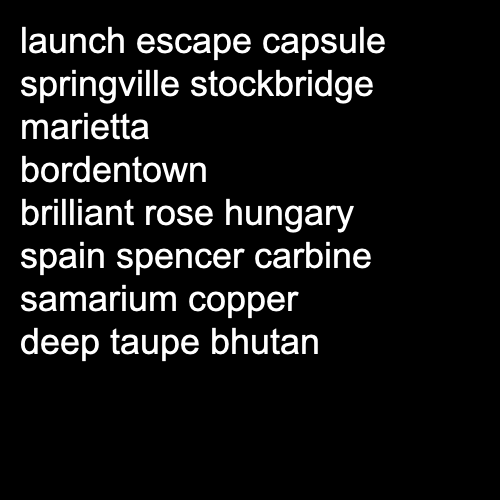 launch escape capsule
springville stockbridge
marietta
bordentown
brilliant rose hungary
spain spencer carbine
samarium copper
deep taupe bhutan